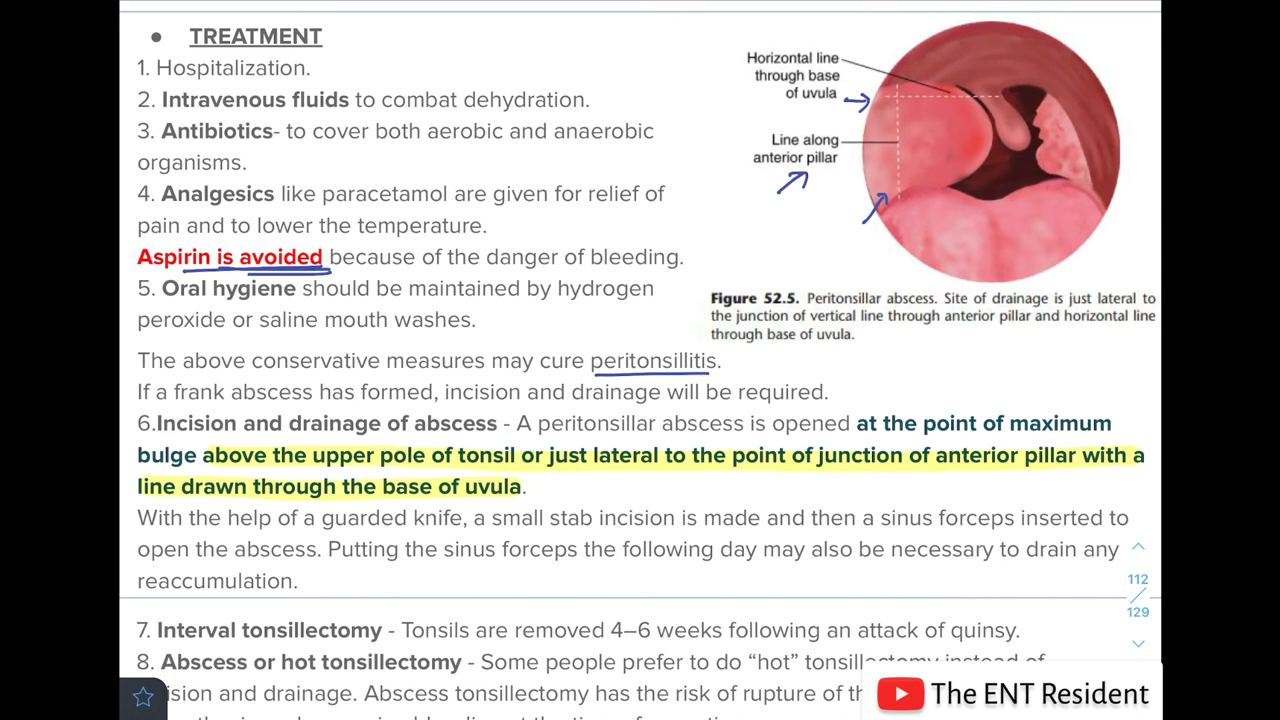 ● TREATMENT
1. Hospitalization.
2. Intravenous fluids to combat dehydration.
3. Antibiotics- to cover both aerobic and anaerobic
organisms.
4. Analgesics like paracetamol are given for relief of
pain and to lower the temperature.
Aspirin is avoided because of the danger of bleeding.
5. Oral hygiene should be maintained by hydrogen
peroxide or saline mouth washes.
Horizontal line
through base
of uvula
Line along
anterior pillar
Figure 52.5. Peritonsillar abscess. Site of drainage is just lateral to
the junction of vertical line through anterior pillar and horizontal line
through base of uvula.
The above conservative measures may cure peritonsillitis.
If a frank abscess has formed, incision and drainage will be required.
6.Incision and drainage of abscess - A peritonsillar abscess is opened at the point of maximum
bulge above the upper pole of tonsil or just lateral to the point of junction of anterior pillar with a
line drawn through the base of uvula.
With the help of a guarded knife, a small stab incision is made and then a sinus forceps inserted to
open the abscess. Putting the sinus forceps the following day may also be necessary to drain any
reaccumulation.
112
129
7. Interval tonsillectomy - Tonsils are removed 4–6 weeks following an attack of quinsy.
8. Abscess or hot tonsillectomy - Some people prefer to do “hot” tonsillectomy instead of
ision and drainage. Abscess tonsillectomy has the risk of rupture of
The ENT Resident